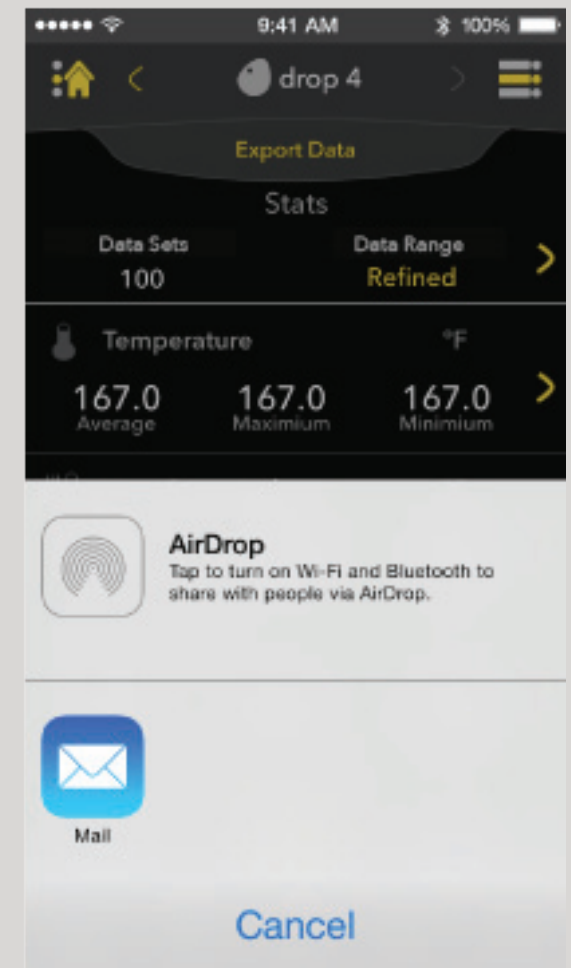 9:41 AM
100%
drop 4
Export Data
Stats
Data Sets Data Range
100 Refined
Temperature °F
167.0 167.0 167.0
Average Maximium Minimium
AirDrop
Tap to turn on Wi-Fi and Bluetooth to
share with people via AirDrop.
Mail
Cancel